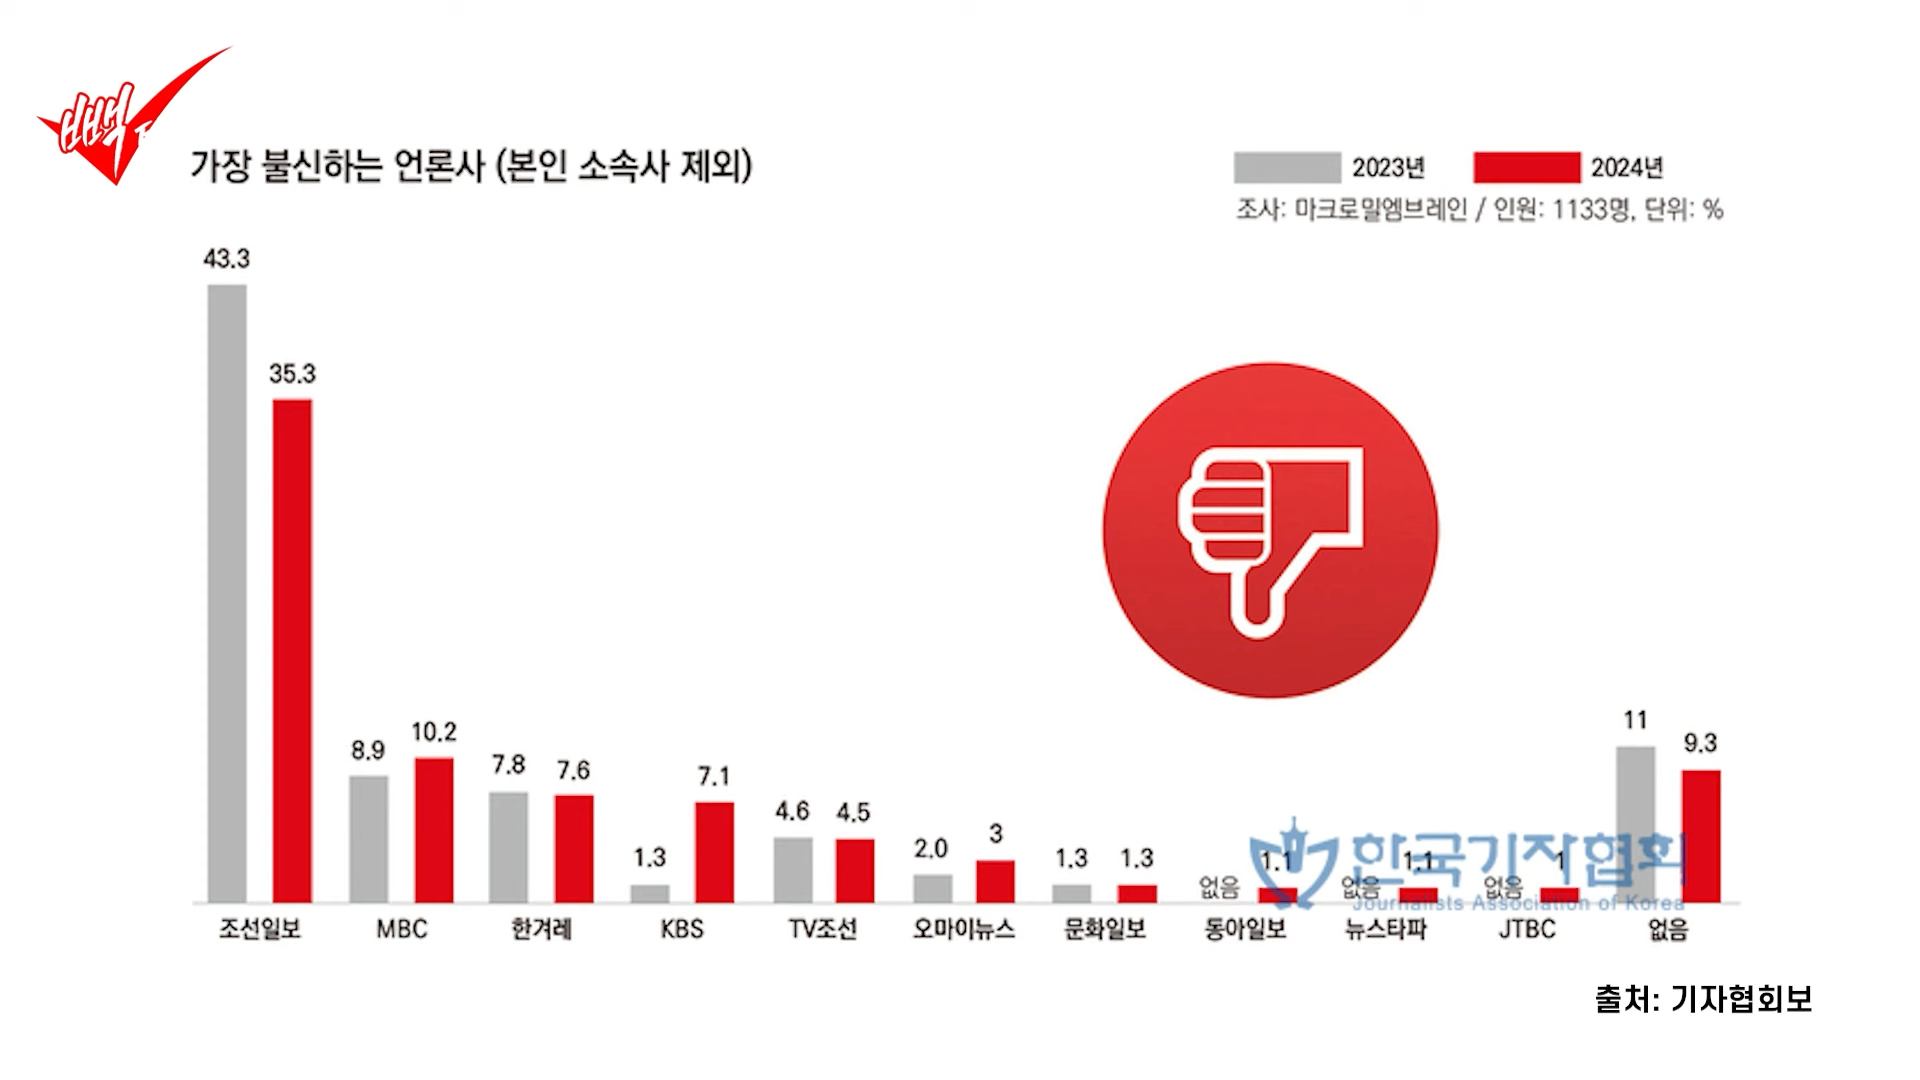 가장 불신하는 언론사 (본인 소속사 제외)
2023년
2024년
조사: 마크로밀엠브레인 / 인원: 1133명, 단위: %
43.3
35.3
8.9
10.2
7.8
7.6
1.3
7.1
4.6
4.5
2.0
3
1.3
1.3
없음
1.1
없음
1.1
없음
1
11
9.3
한국기자협회
Journalists Association of Korea
조선일보
MBC
한겨레
KBS
TV조선
오마이뉴스
문화일보
동아일보
뉴스타파
JTBC
없음
출처: 기자협회보